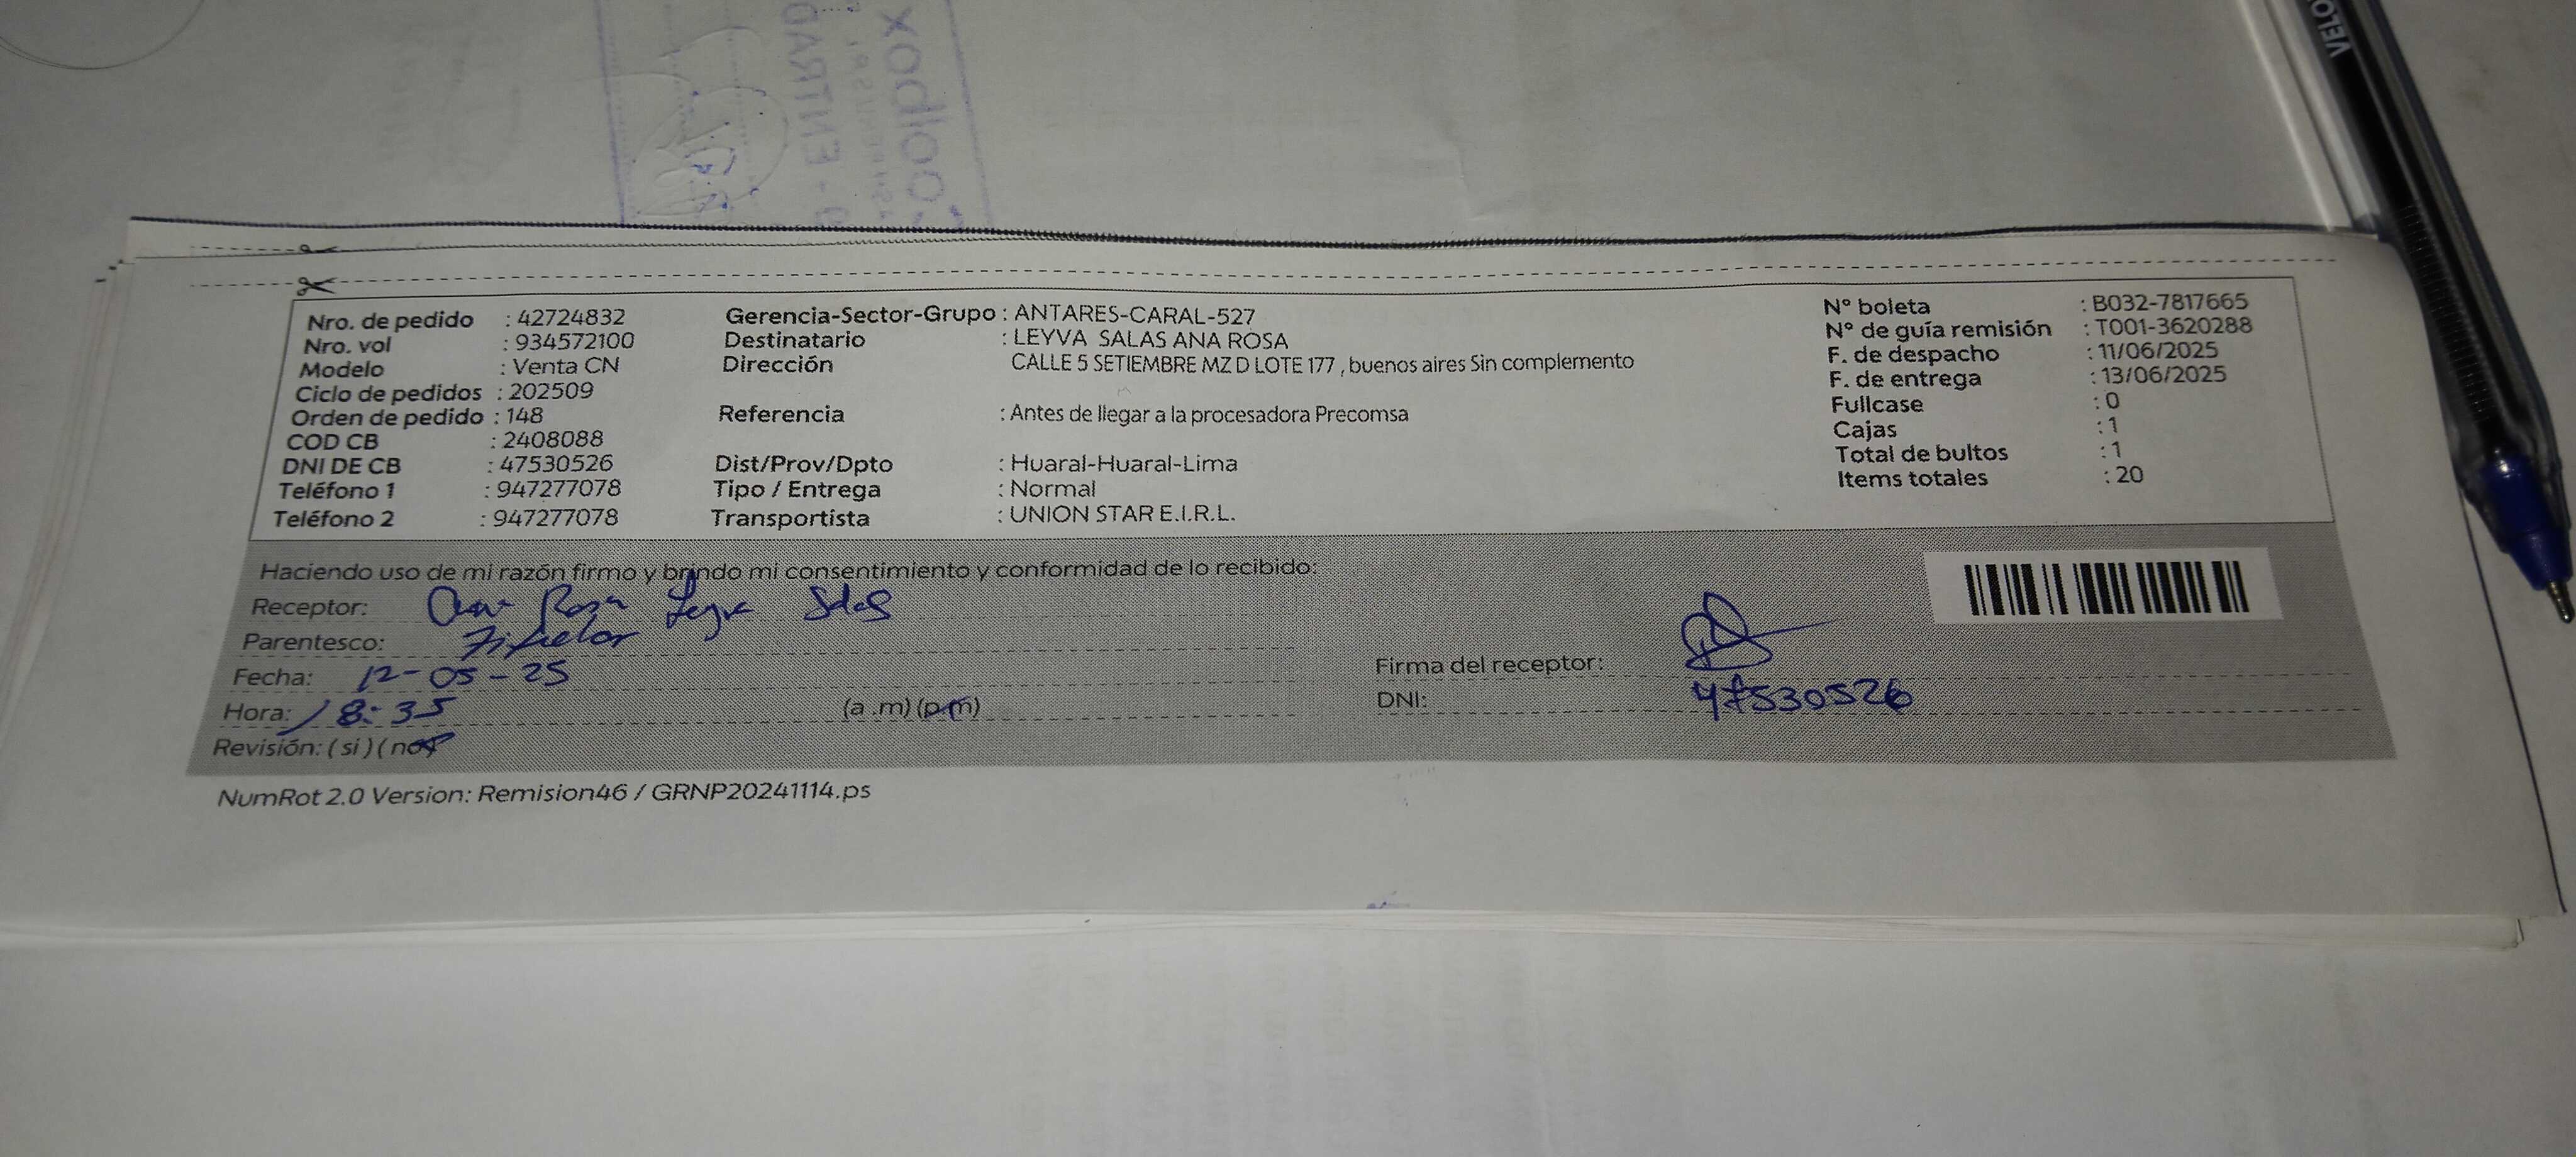 VELO
Nro. de pedido : 42724832
Nro. vol : 934572100
Modelo : Venta CN
Ciclo de pedidos : 202509
Orden de pedido : 148
COD CB : 2408088
DNI DE CB : 47530526
Teléfono 1 : 947277078
Teléfono 2 : 947277078
Gerencia-Sector-Grupo : ANTARES-CARAL-527
Destinatario : LEYVA SALAS ANA ROSA
Dirección CALLE 5 SETIEMBRE MZ D LOTE 177 , buenos aires Sin complemento
Referencia : Antes de llegar a la procesadora Precomsa
Dist/Prov/Dpto : Huaral-Huaral-Lima
Tipo / Entrega : Normal
Transportista : UNION STAR E.I.R.L.
N° boleta : B032-7817665
N° de guía remisión : T001-3620288
F. de despacho : 11/06/2025
F. de entrega : 13/06/2025
Fullcase : 0
Cajas : 1
Total de bultos : 1
Items totales : 20
Haciendo uso de mi razón firmo y brindo mi consentimiento y conformidad de lo recibido:
Receptor: Ana Rosa Leyva Salas
Parentesco:
Fecha: 12-05-25
Hora: 18:35 (a .m) (p.m)
Revisión: ( si ) ( no )
Firma del receptor:
DNI: 47530526
NumRot 2.0 Version: Remision46 / GRNP20241114.ps